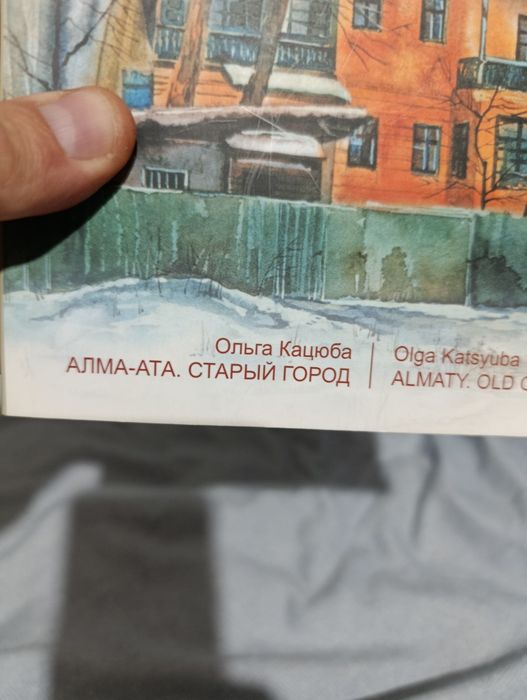 Ольга Кацюба
АЛМА-АТА. СТАРЫЙ ГОРОД
Olga Katsyuba
ALMATY. OLD